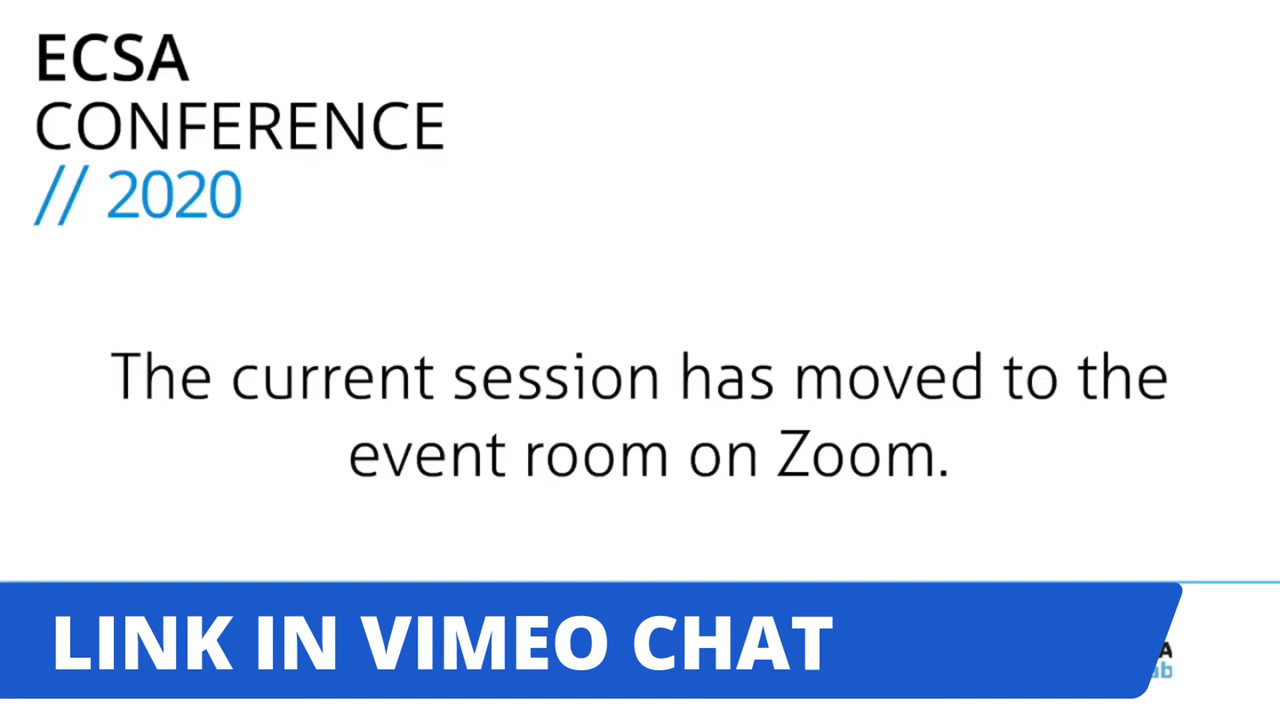 ECSA
CONFERENCE
// 2020
The current session has moved to the
event room on Zoom.
LINK IN VIMEO CHAT